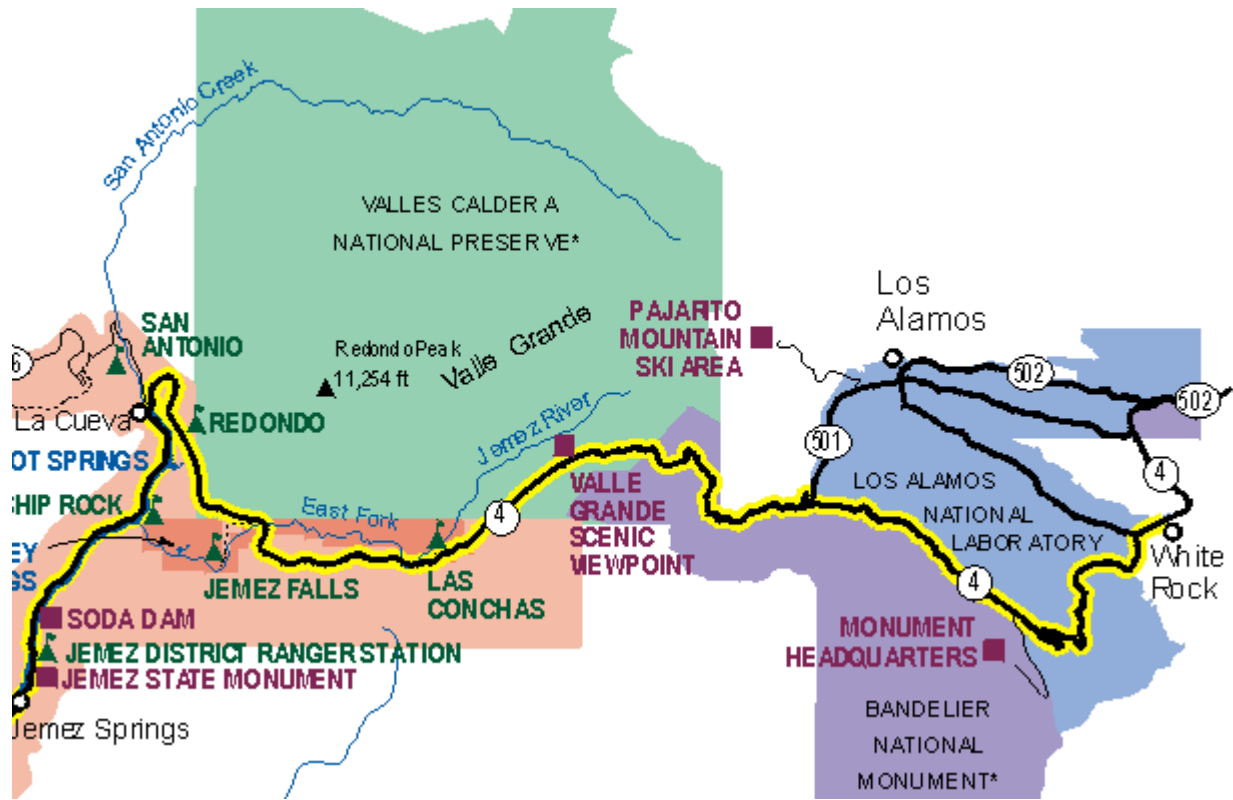 San Antonio Creek
VALLES CALDERA
NATIONAL PRESERVE*
Los
Alamos
PAJARITO
MOUNTAIN
SKI AREA
SAN
ANTONIO
Redondo Peak
11,254 ft
Valle Grande
502
502
6
La Cueva
REDONDO
Jemez River
501
4
OT SPRINGS
VALLE
GRANDE
SCENIC
VIEWPOINT
LOS ALAMOS
NATIONAL
LABORATORY
SHIP ROCK
East Fork
4
White
Rock
EY
GS
JEMEZ FALLS
LAS
CONCHAS
4
SODA DAM
MONUMENT
HEADQUARTERS
JEMEZ DISTRICT RANGER STATION
JEMEZ STATE MONUMENT
Jemez Springs
BANDELIER
NATIONAL
MONUMENT*